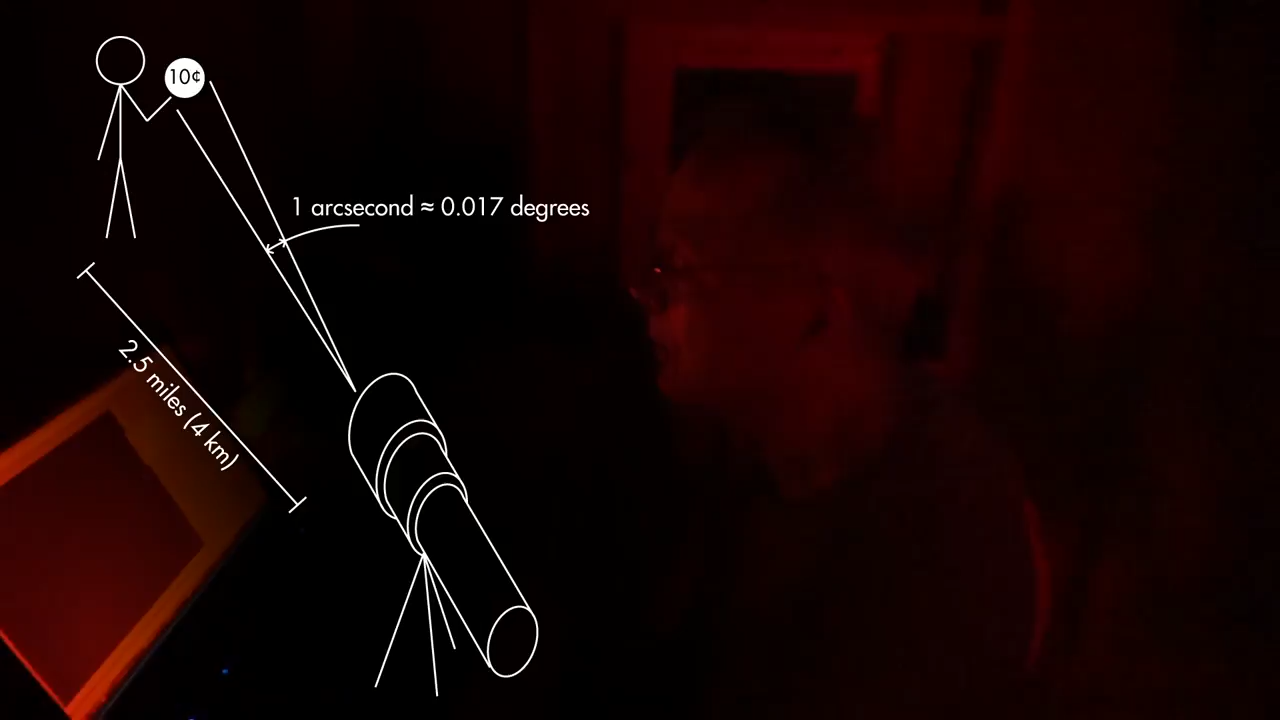 10¢
1 arcsecond ≈ 0.017 degrees
2.5 miles (4 km)